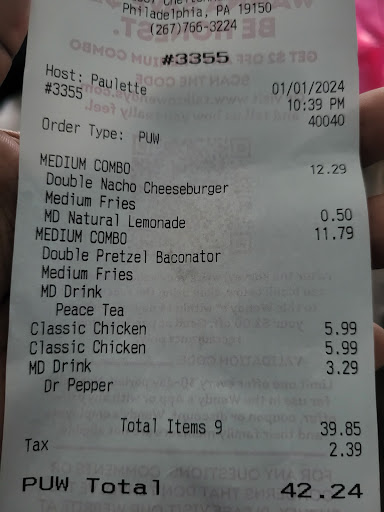 Philadelphia, PA 19150
(267)766-3224
#3355
Host: Paulette 01/01/2024
#3355 10:39 PM
40040
Order Type: PUW
MEDIUM COMBO 12.29
Double Nacho Cheeseburger
Medium Fries
MD Natural Lemonade 0.50
MEDIUM COMBO 11.79
Double Pretzel Baconator
Medium Fries
MD Drink
Peace Tea
Classic Chicken 5.99
Classic Chicken 5.99
MD Drink 3.29
Dr Pepper
Total Items 9 39.85
Tax 2.39
PUW Total 42.24